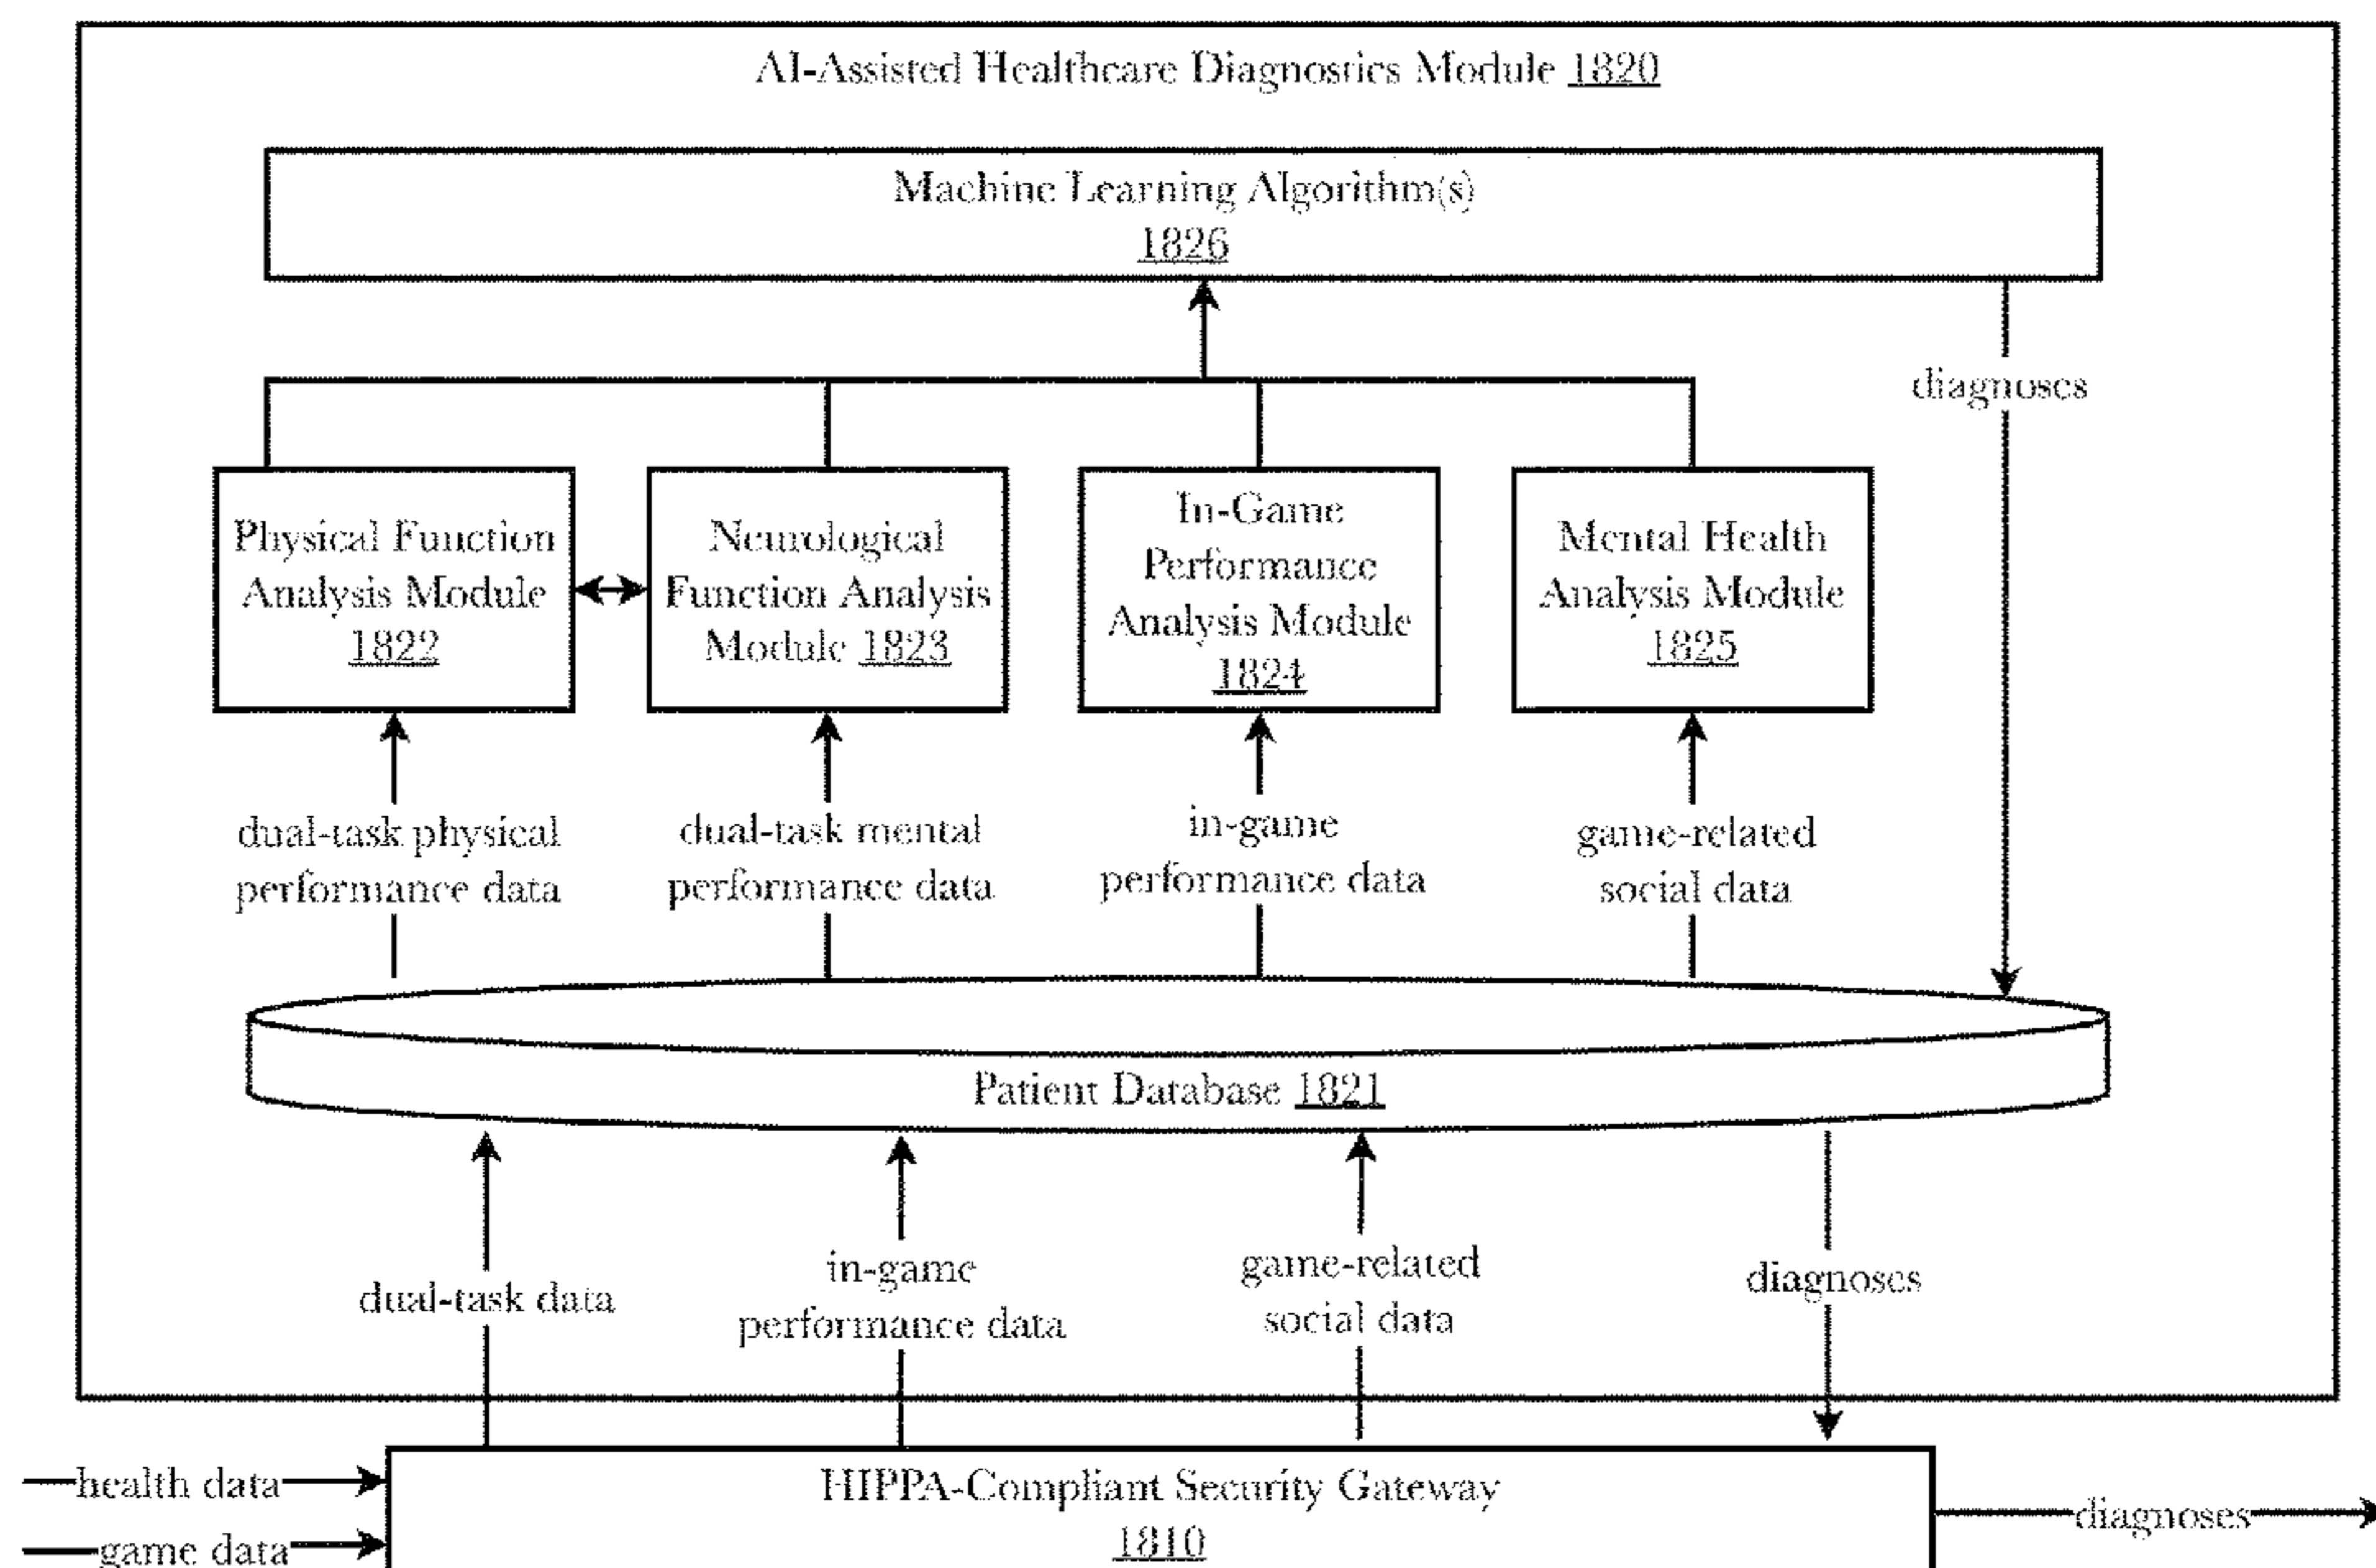 AI-Assisted Healthcare Diagnostics Module 1820
Machine Learning Algorithm(s)
1826
diagnoses
Physical Function
Analysis Module
1822
Neurological
Function Analysis
Module 1823
In-Game
Performance
Analysis Module
1824
Mental Health
Analysis Module
1825
dual-task physical
performance data
dual-task mental
performance data
in-game
performance data
game-related
social data
Patient Database 1821
dual-task data
in-game
performance data
game-related
social data
diagnoses
health data
game data
HIPPA-Compliant Security Gateway
1810
diagnoses